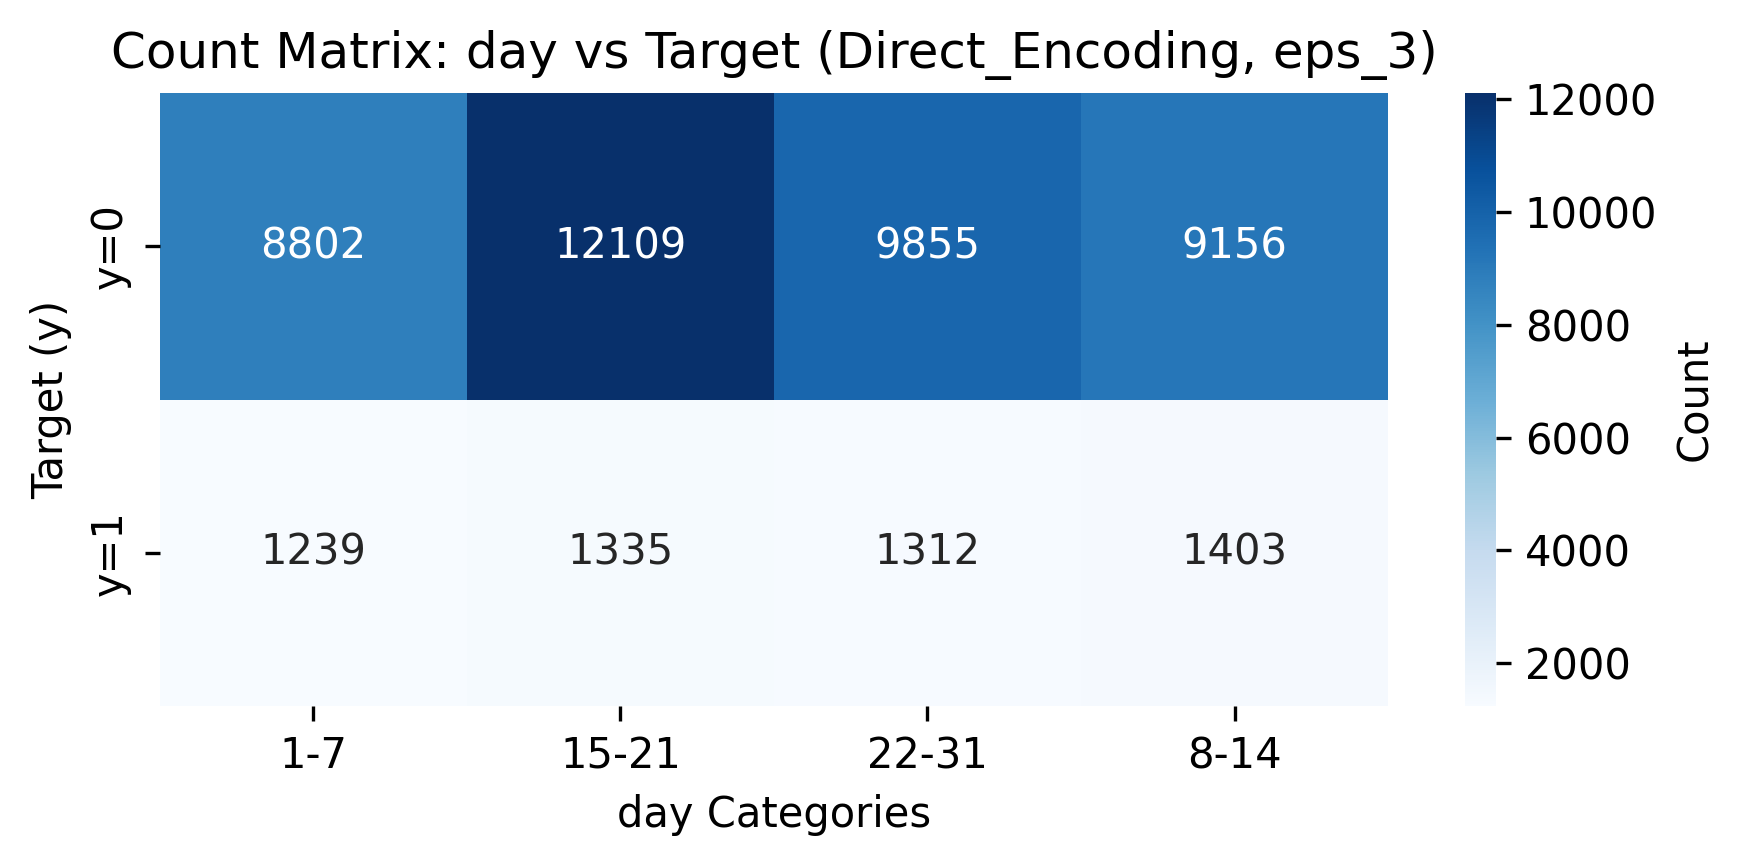 Count Matrix: day vs Target (Direct_Encoding, eps_3)
Target (y)
y=0
8802 12109 9855 9156
y=1
1239 1335 1312 1403
1-7 15-21 22-31 8-14
day Categories
12000
10000
8000
6000
4000
2000
Count